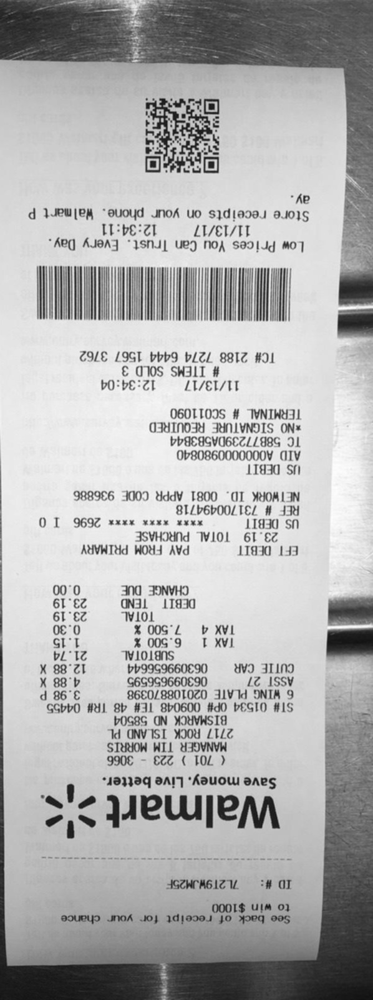 See back of receipt for your chance
to win $1000
ID #: 7L2T9WJM25F
Walmart
Save money. Live better.
( 701 ) 223 - 3066
MANAGER TIM MORRIS
2717 ROCK ISLAND PL
BISMARCK ND 58504
ST# 01534 OP# 009048 TE# 48 TR# 04455
6 WING PLATE 020108870398 3.98 P
ASST 27 063099656595 4.88 X
CUTIC CAR 063099656644 12.88 X
SUBTOTAL 21.74
TAX 1 6.500 % 1.15
TAX 4 7.500 % 0.30
TOTAL 23.19
DEBIT TEND 23.19
CHANGE DUE 0.00
EFT DEBIT PAY FROM PRIMARY
23.19 TOTAL PURCHASE
US DEBIT **** **** **** 2696 I 0
REF # 731700494718
NETWORK ID. 0081 APPR CODE 936886
US DEBIT
AID A0000000980840
TC 58B77239DA5B3B44
*NO SIGNATURE REQUIRED
TERMINAL # SC011090
11/13/17 12:34:04
# ITEMS SOLD 3
TC# 2188 7274 6444 1567 3762
Low Prices You Can Trust. Every Day.
11/13/17 12:34:11
Store receipts on your phone. Walmart P
ay.